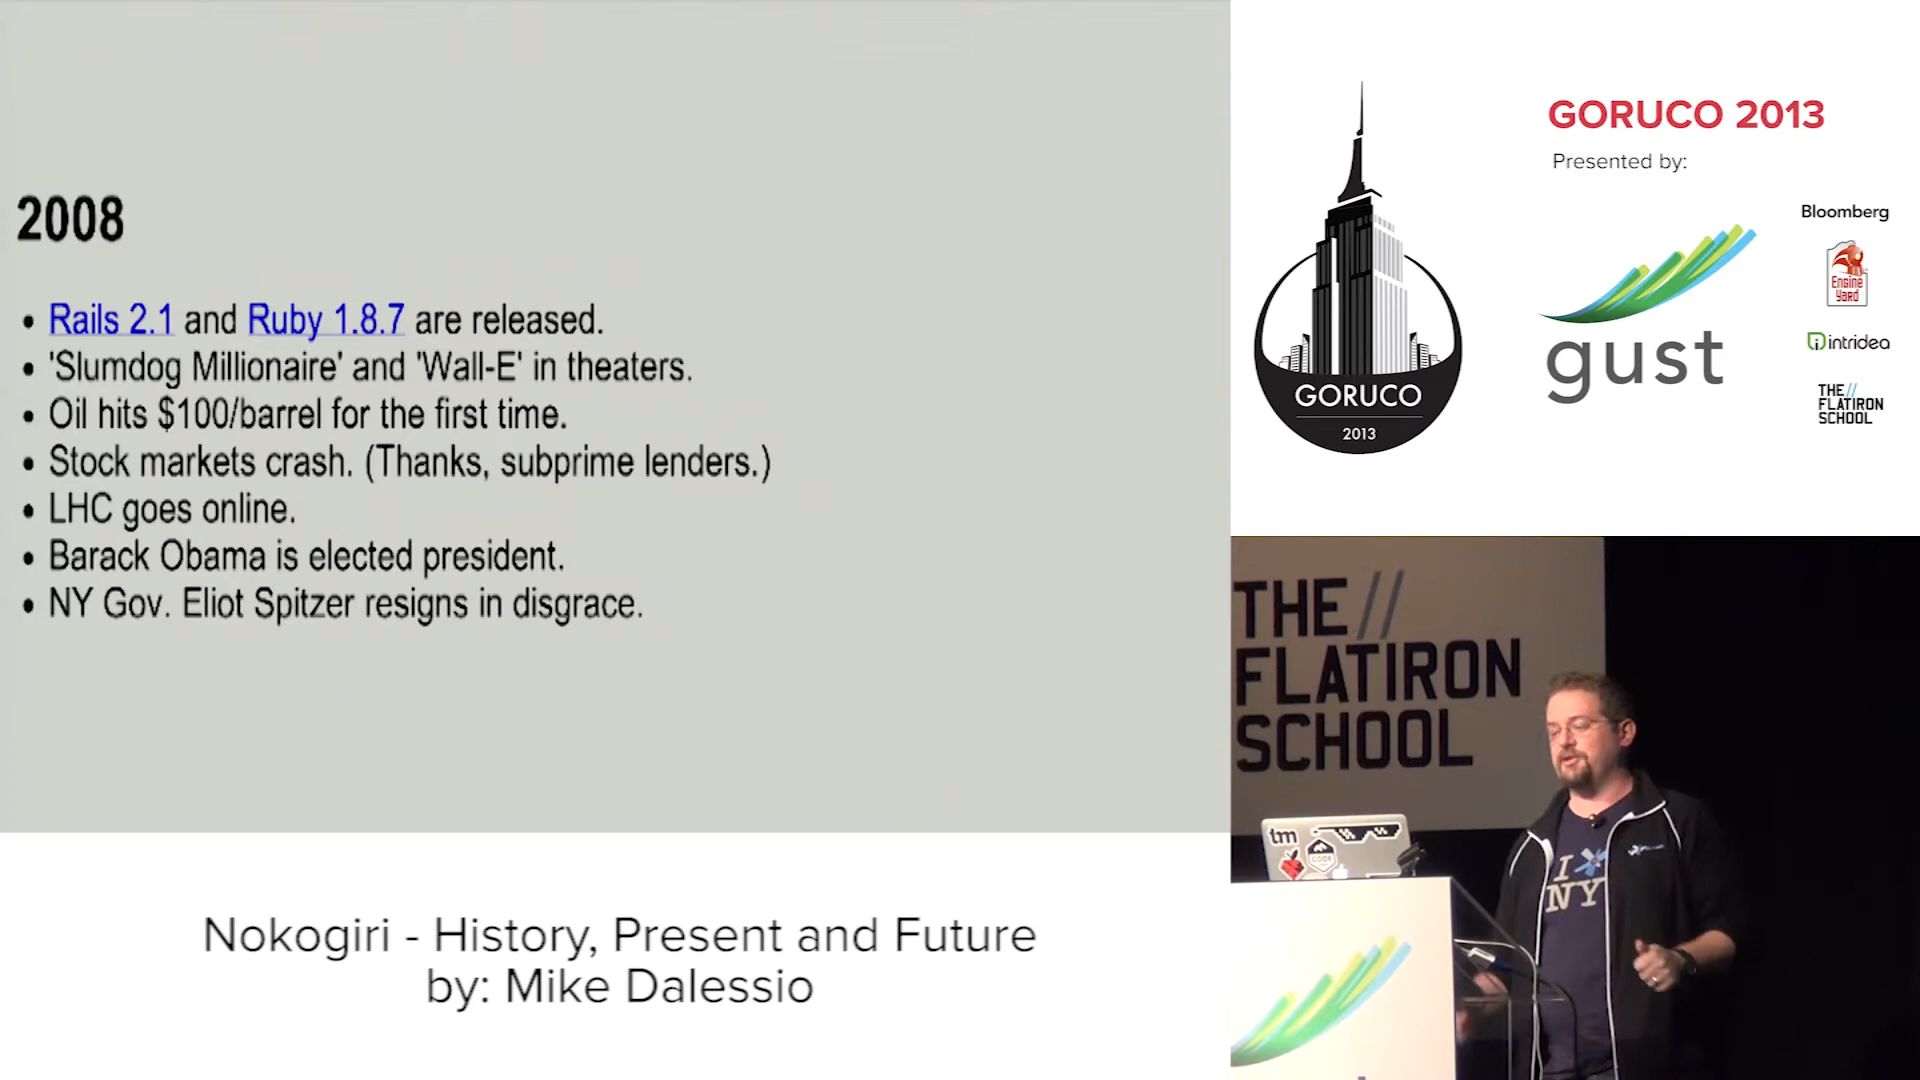 2008
Rails 2.1 and Ruby 1.8.7 are released.
'Slumdog Millionaire' and 'Wall-E' in theaters.
Oil hits $100/barrel for the first time.
Stock markets crash. (Thanks, subprime lenders.)
LHC goes online.
Barack Obama is elected president.
NY Gov. Eliot Spitzer resigns in disgrace.
Nokogiri - History, Present and Future
by: Mike Dalessio
GORUCO
2013
GORUCO 2013
Presented by:
gust
Bloomberg
Engine
Yard
intridea
THE//
FLATIRON
SCHOOL
THE//
FLATIRON
SCHOOL
tm
CODE
I
NY